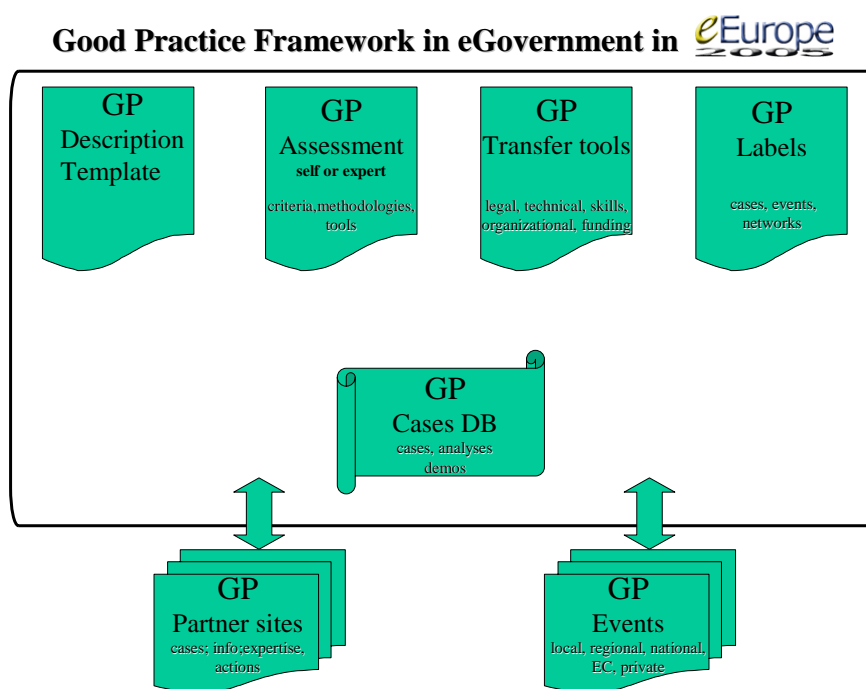 Good Practice Framework in eGovernment in eEurope
2005
GP
Description
Template
GP
Assessment
self or expert
criteria,methodologies,
tools
GP
Transfer tools
legal, technical, skills,
organizational, funding
GP
Labels
cases, events,
networks
GP
Cases DB
cases, analyses
demos
GP
Partner sites
cases; info;expertise,
actions
GP
Events
local, regional, national,
EC, private